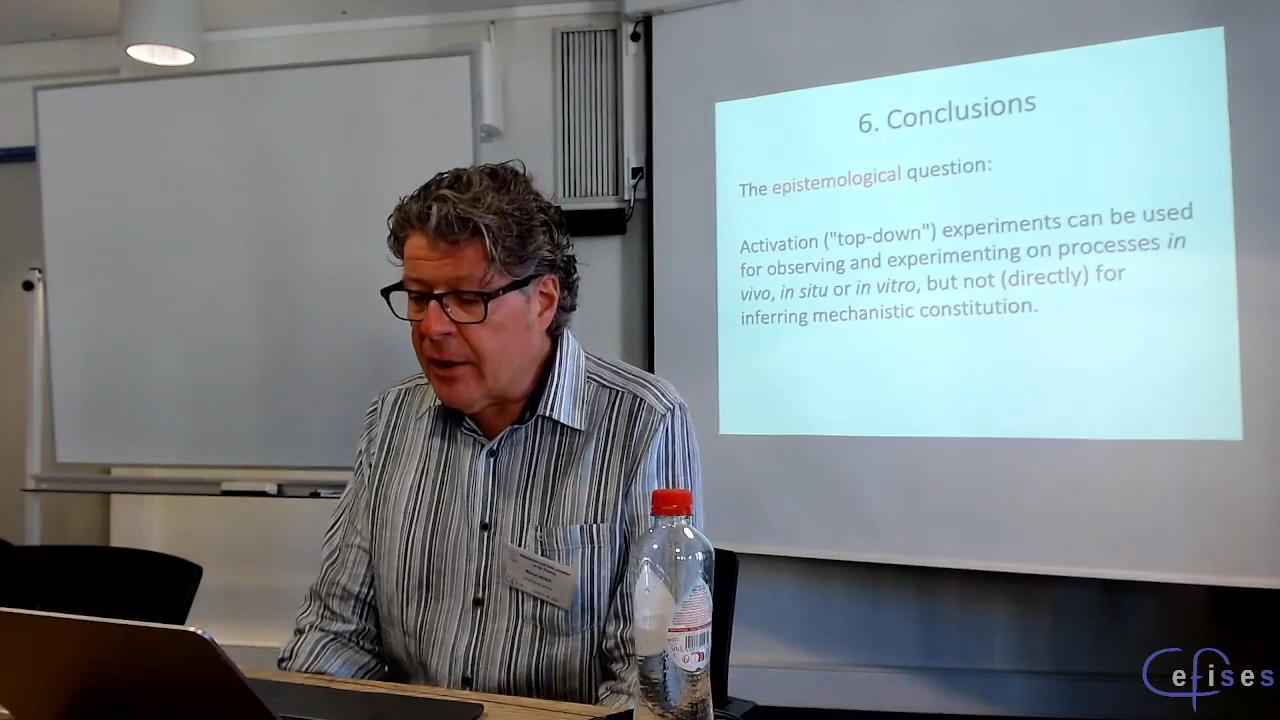 6. Conclusions
The epistemological question:
Activation ("top-down") experiments can be used
for observing and experimenting on processes in
vivo, in situ or in vitro, but not (directly) for
inferring mechanistic constitution.
Cefises